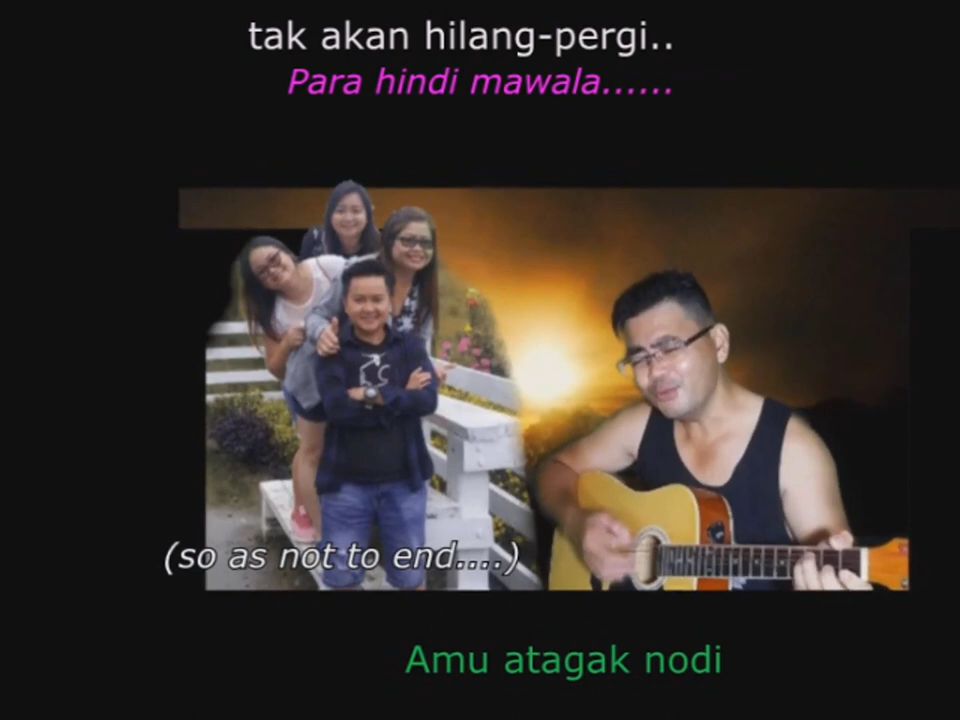 tak akan hilang-pergi..
Para hindi mawala......
(so as not to end....)
Amu atagak nodi